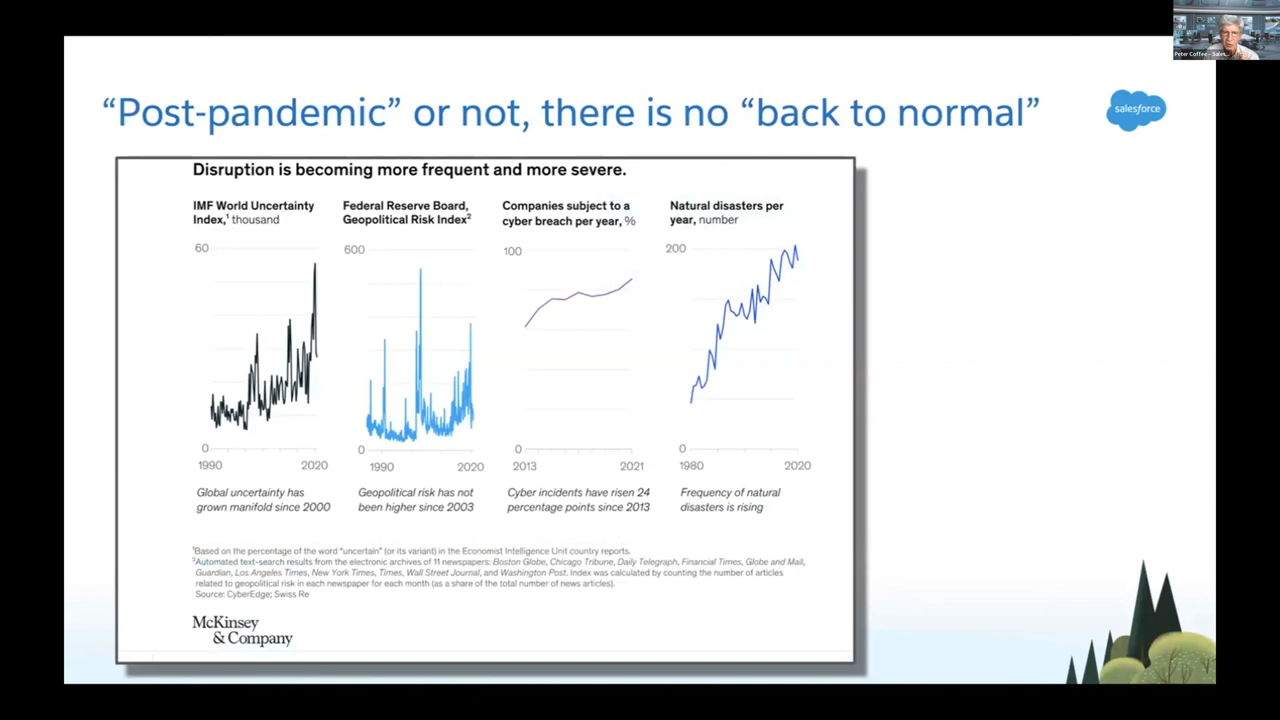 Peter Coffee - Sales...
“Post-pandemic” or not, there is no “back to normal”
salesforce
Disruption is becoming more frequent and more severe.
IMF World Uncertainty
Index,¹ thousand
60
0
1990
2020
Global uncertainty has
grown manifold since 2000
Federal Reserve Board,
Geopolitical Risk Index²
600
0
1990
2020
Geopolitical risk has not
been higher since 2003
Companies subject to a
cyber breach per year, %
100
0
2013
2021
Cyber incidents have risen 24
percentage points since 2013
Natural disasters per
year, number
200
0
1980
2020
Frequency of natural
disasters is rising
¹Based on the percentage of the word “uncertain” (or its variant) in the Economist Intelligence Unit country reports.
²Automated text-search results from the electronic archives of 11 newspapers: Boston Globe, Chicago Tribune, Daily Telegraph, Financial Times, Globe and Mail,
Guardian, Los Angeles Times, New York Times, Times, Wall Street Journal, and Washington Post. Index was calculated by counting the number of articles
related to geopolitical risk in each newspaper for each month (as a share of the total number of news articles).
Source: CyberEdge; Swiss Re
McKinsey
& Company